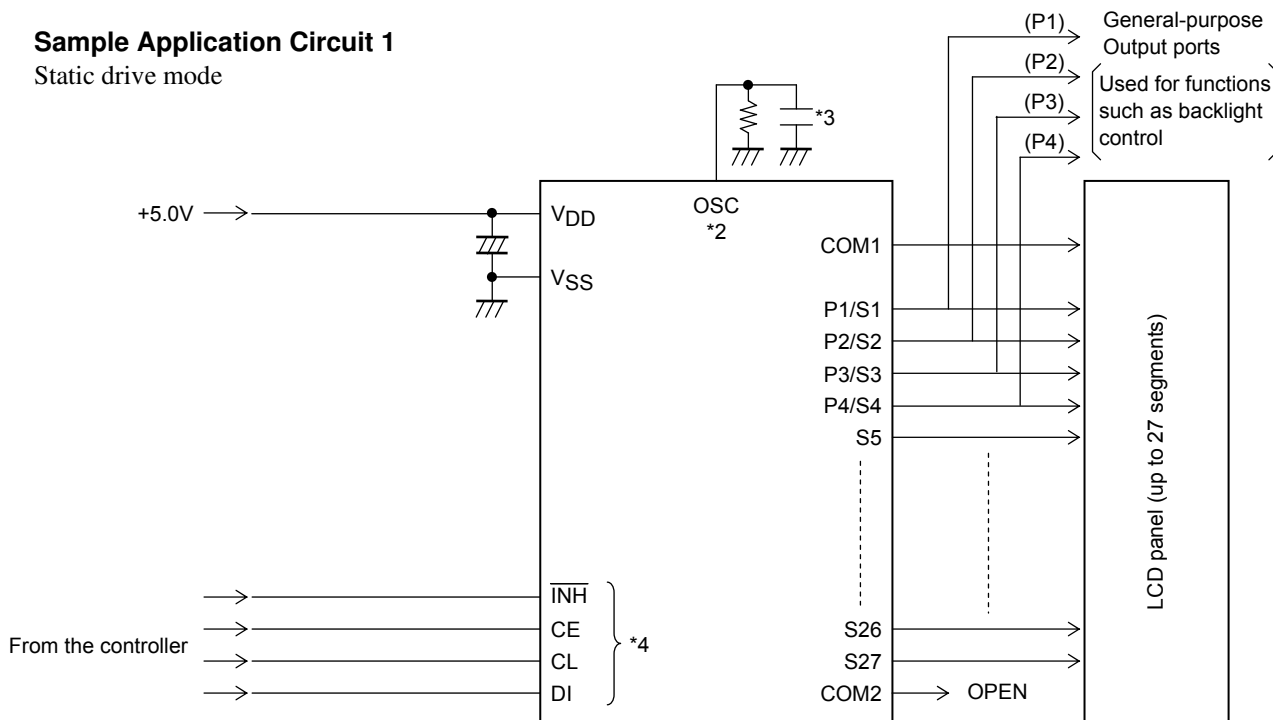 Sample Application Circuit 1
Static drive mode
(P1)
General-purpose
Output ports
(P2)
(P3)
(P4)
Used for functions
such as backlight
control
*3
+5.0V
VDD
VSS
OSC
*2
COM1
P1/S1
P2/S2
P3/S3
P4/S4
S5
LCD panel (up to 27 segments)
From the controller
INH
CE
CL
DI
*4
S26
S27
COM2
OPEN